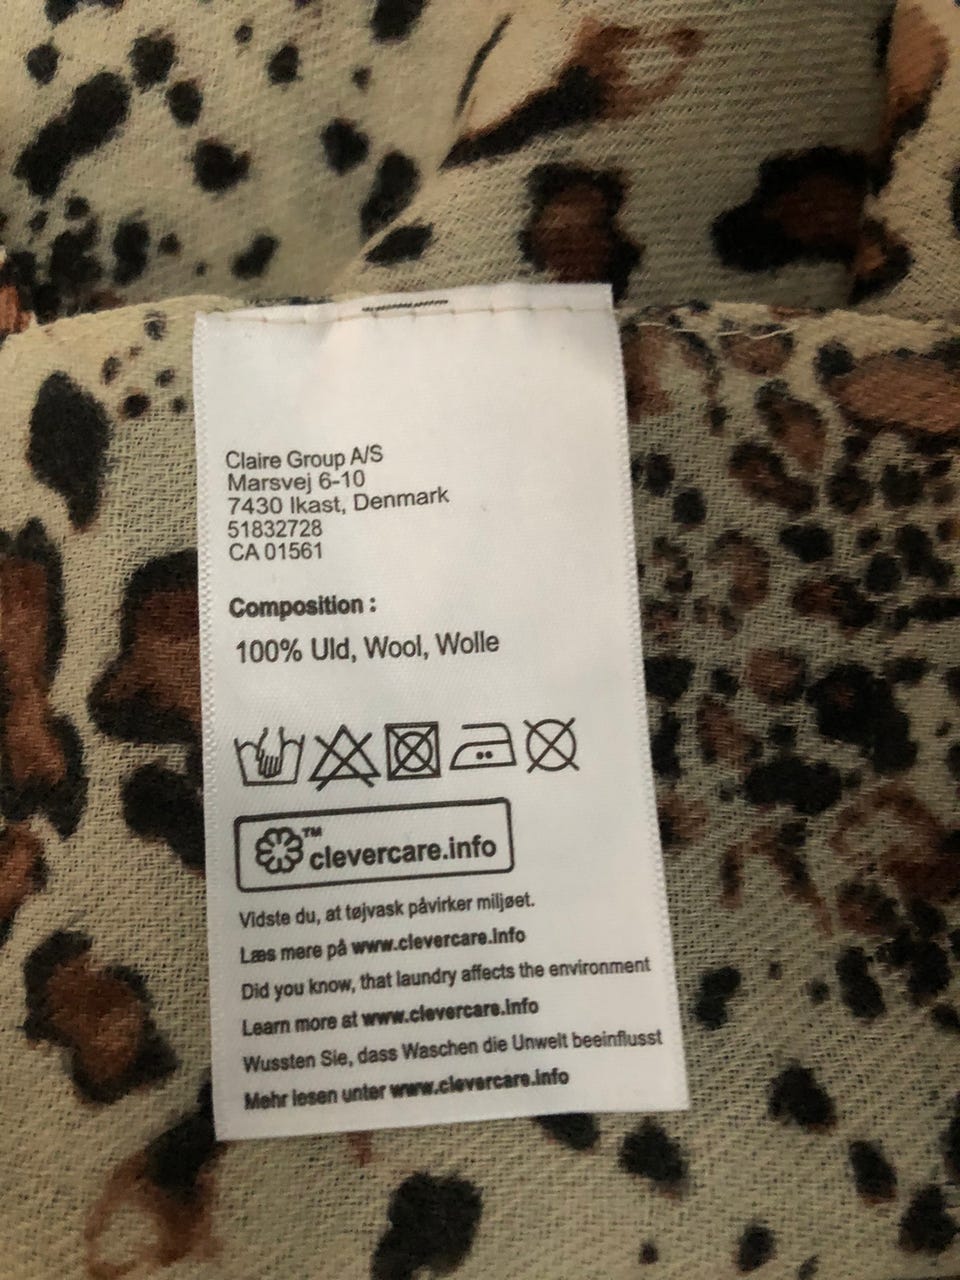 Claire Group A/S
Marsvej 6-10
7430 Ikast, Denmark
51832728
CA 01561
Composition :
100% Uld, Wool, Wolle
TM
clevercare.info
Vidste du, at tøjvask påvirker miljøet.
Læs mere på www.clevercare.info
Did you know, that laundry affects the environment
Learn more at www.clevercare.info
Wussten Sie, dass Waschen die Unwelt beeinflusst
Mehr lesen unter www.clevercare.info